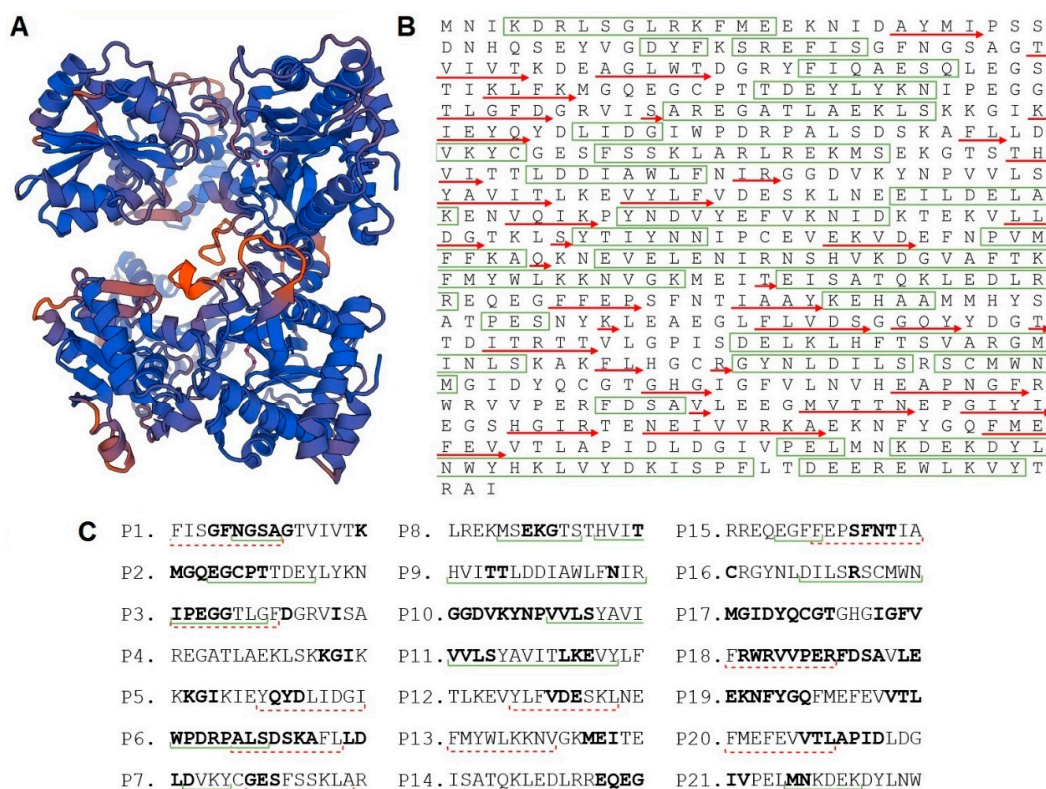 A
B
M N I K D R L S G L R K F M E E K N I D A Y M I P S S
D N H Q S E Y V G D Y F K S R E F I S G F N G S A G T
V I V T K D E A G L W T D G R Y F I Q A E S Q L E G S
T I K L F K M G Q E G C P T T D E Y L Y K N I P E G G
T L G F D G R V I S A R E G A T L A E K L S K K G I K
I E Y Q Y D L I D G I W P D R P A L S D S K A F L L D
V K Y C G E S F S S K L A R L R E K M S E K G T S T H
V I T T L D D I A W L F N I R G G D V K Y N P V V L S
Y A V I T L K E V Y L F V D E S K L N E E I L D E L A
K E N V Q I K P Y N D V Y E F V K N I D K T E K V L L
D G T K L S Y T I Y N N I P C E V E K V D E F N P V M
F F K A Q K N E V E L E N I R N S H V K D G V A F T K
F M Y W L K K N V G K M E I T E I S A T Q K L E D L R
R E Q E G F F E P S F N T I A A Y K E H A A M M H Y S
A T P E S N Y K L E A E G L F L V D S G G Q Y Y D G T
T D I T R T T V L G P I S D E L K L H F T S V A R G M
I N L S K A K F L H G C R G Y N L D I L S R S C M W N
M G I D Y Q C G T G H G I G F V L N V H E A P N G F R
W R V V P E R F D S A V L E E G M V T T N E P G I Y I
E G S H G I R T E N E I V V R K A E K N F Y G Q F M E
F E V V T L A P I D L D G I V P E L M N K D E K D Y L
N W Y H K L V Y D K I S P F L T D E E R E W L K V Y T
R A I
C
P1. FISGFNGSAGTVIVTK
P2. MGQEGCPTTDEYLYKN
P3. IPEGGTLGFDGRVISA
P4. REGATLAEKLSKKGIK
P5. KKGIKIEYQYDLIDGI
P6. WPDRPALSDSKAFLLD
P7. LDVKYCGESFSSKLAR
P8. LREKMSEKGTSTHVIT
P9. HVITTLDDIAWLFNIR
P10. GGDVKYNPVVLSYAVI
P11. VVLSYAVITLKEVYLF
P12. TLKEVYLFVDESKLNE
P13. FMYWLKKNVGKMEITE
P14. ISATQKLEDLRREQEG
P15. RREQEGFFEPSFNTIA
P16. CRGYNLDILSRSCMWN
P17. MGIDYQCGTGHGIGFV
P18. FRWRVVPERFDSAVLE
P19. EKNFYGQFMEFEVVTL
P20. FMEFEVVTLAPIDLDG
P21. IVPELMNKDEKDYLNW